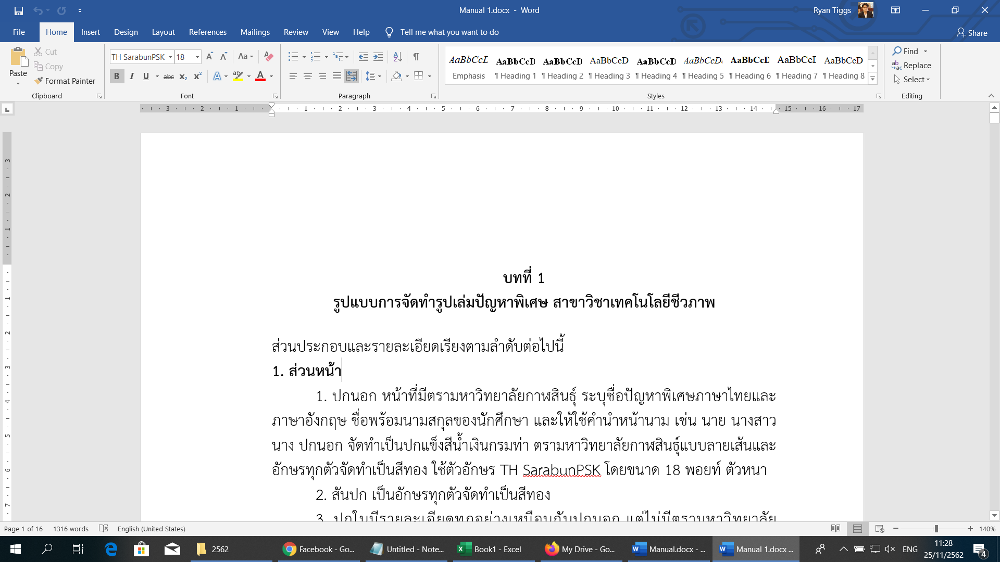 Manual 1.docx - Word
Ryan Tiggs
File Home Insert Design Layout References Mailings Review View Help Tell me what you want to do Share
Paste
Cut
Copy
Format Painter
Clipboard
TH SarabunPSK 18
Font
Paragraph
AaBbCcL AaBbCcD AaBbCcD AaBbCcD AaBbCcD AaBbCcD AaBbCcD AaBbCcI AaBbCcD
Emphasis ¶ Heading 1 ¶ Heading 2 ¶ Heading 3 ¶ Heading 4 ¶ Heading 5 ¶ Heading 6 ¶ Heading 7 ¶ Heading 8
Styles
Find
Replace
Select
Editing
3 2 1 1 2 3 4 5 6 7 8 9 10 11 12 13 14 15 16 17
บทที่ 1
รูปแบบการจัดทำรูปเล่มปัญหาพิเศษ สาขาวิชาเทคโนโลยีชีวภาพ
ส่วนประกอบและรายละเอียดเรียงตามลำดับต่อไปนี้
1. ส่วนหน้า
1. ปกนอก หน้าที่มีตรามหาวิทยาลัยกาฬสินธุ์ ระบุชื่อปัญหาพิเศษภาษาไทยและ
ภาษาอังกฤษ ชื่อพร้อมนามสกุลของนักศึกษา และให้ใช้คำนำหน้านาม เช่น นาย นางสาว
นาง ปกนอก จัดทำเป็นปกแข็งสีน้ำเงินกรมท่า ตรามหาวิทยาลัยกาฬสินธุ์แบบลายเส้นและ
อักษรทุกตัวจัดทำเป็นสีทอง ใช้ตัวอักษร TH SarabunPSK โดยขนาด 18 พอยท์ ตัวหนา
2. สันปก เป็นอักษรทุกตัวจัดทำเป็นสีทอง
3. ปกในมีรายละเอียดทุกอย่างเหมือนกับปกนอก แต่ไม่มีตรามหาวิทยาลัย
Page 1 of 16 1316 words English (United States) 140%
2562 Facebook - Go... Untitled - Note... Book1 - Excel My Drive - Go... Manual.docx - ... Manual 1.docx ... ENG
11:28
25/11/2562
4